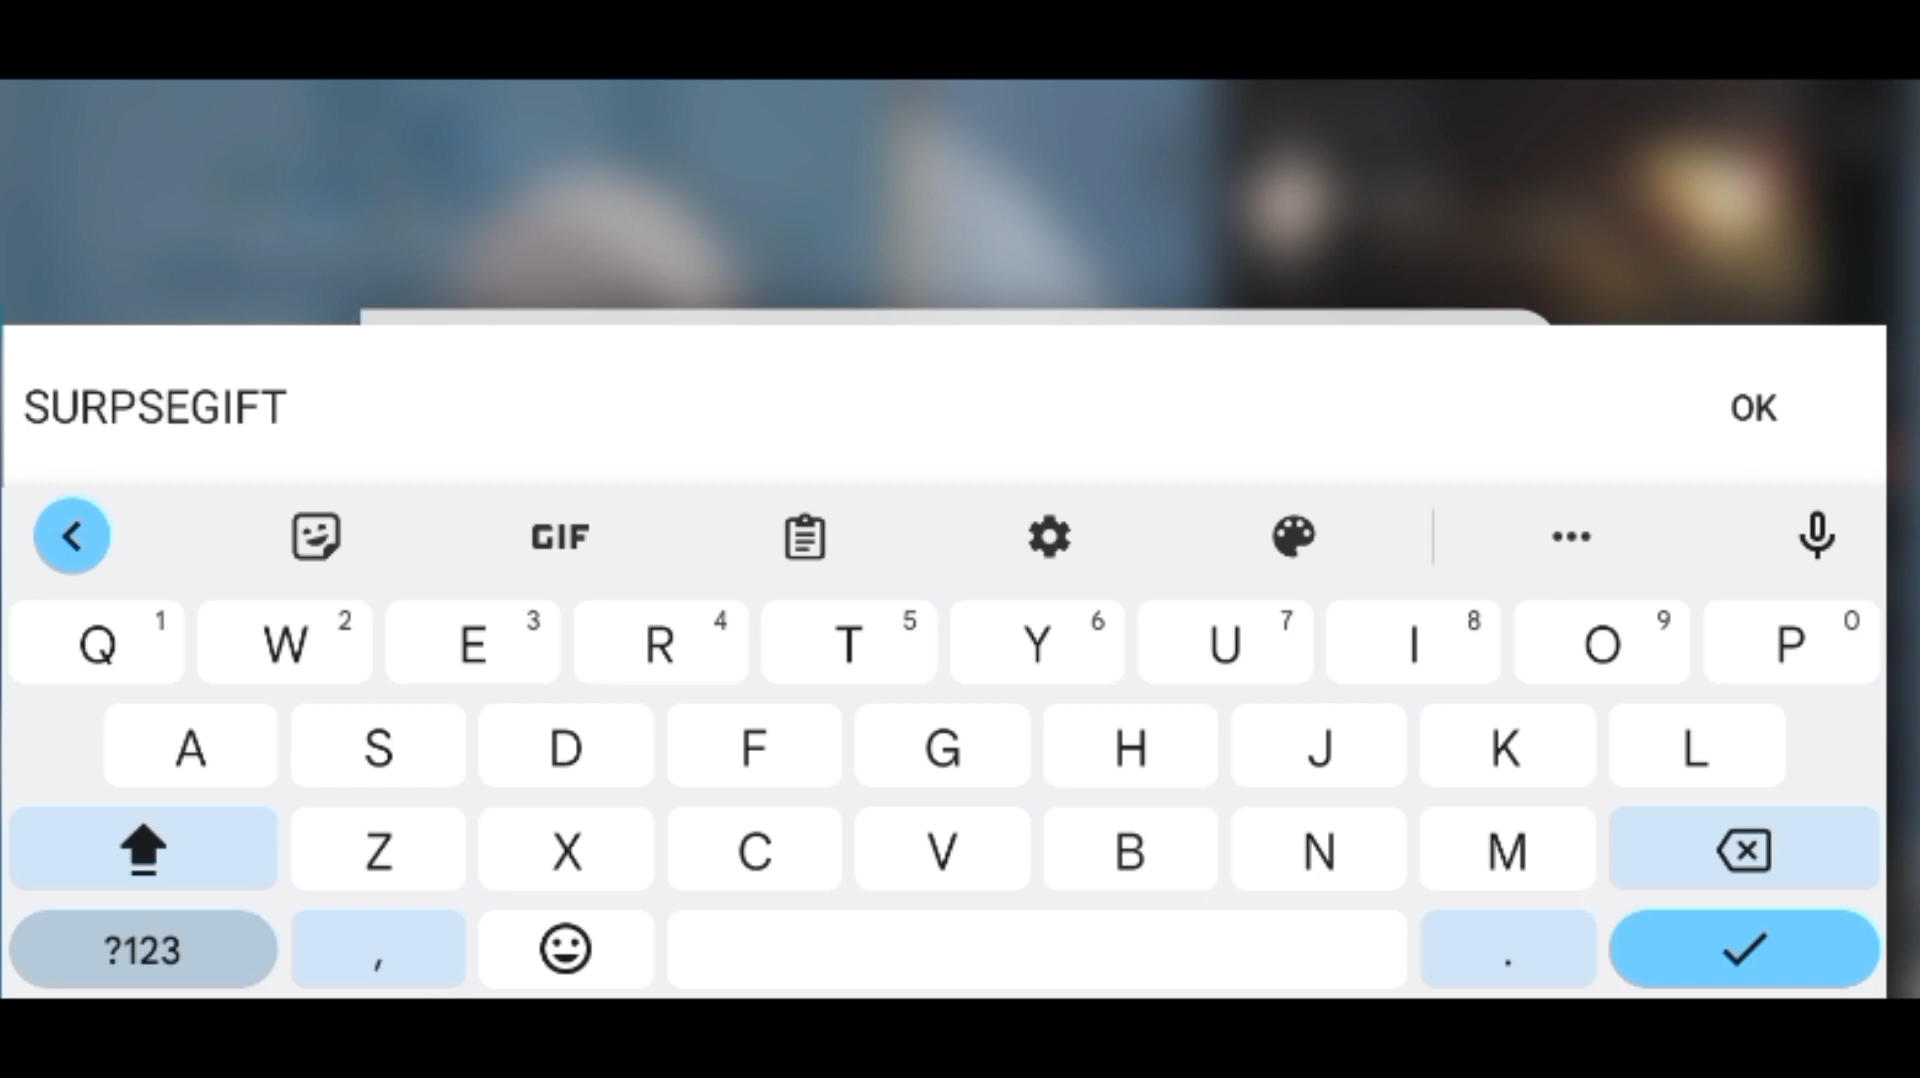 SURPSEGIFT
OK
GIF
Q 1 W 2 E 3 R 4 T 5 Y 6 U 7 I 8 O 9 P 0
A S D F G H J K L
Z X C V B N M
?123 , .